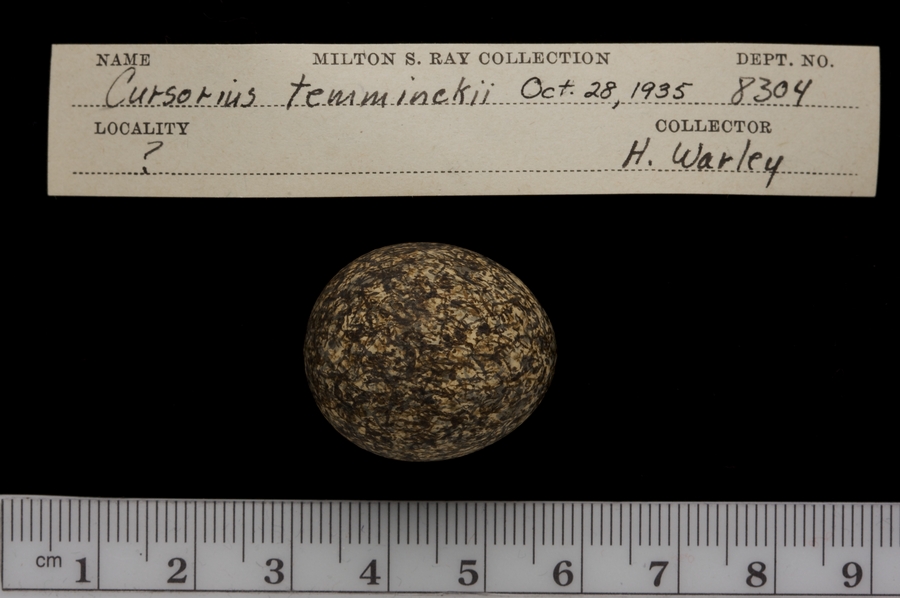 NAME MILTON S. RAY COLLECTION DEPT. NO.
Cursorius temminckii Oct. 28, 1935 8304
LOCALITY COLLECTOR
? H. Warley
cm 1 2 3 4 5 6 7 8 9